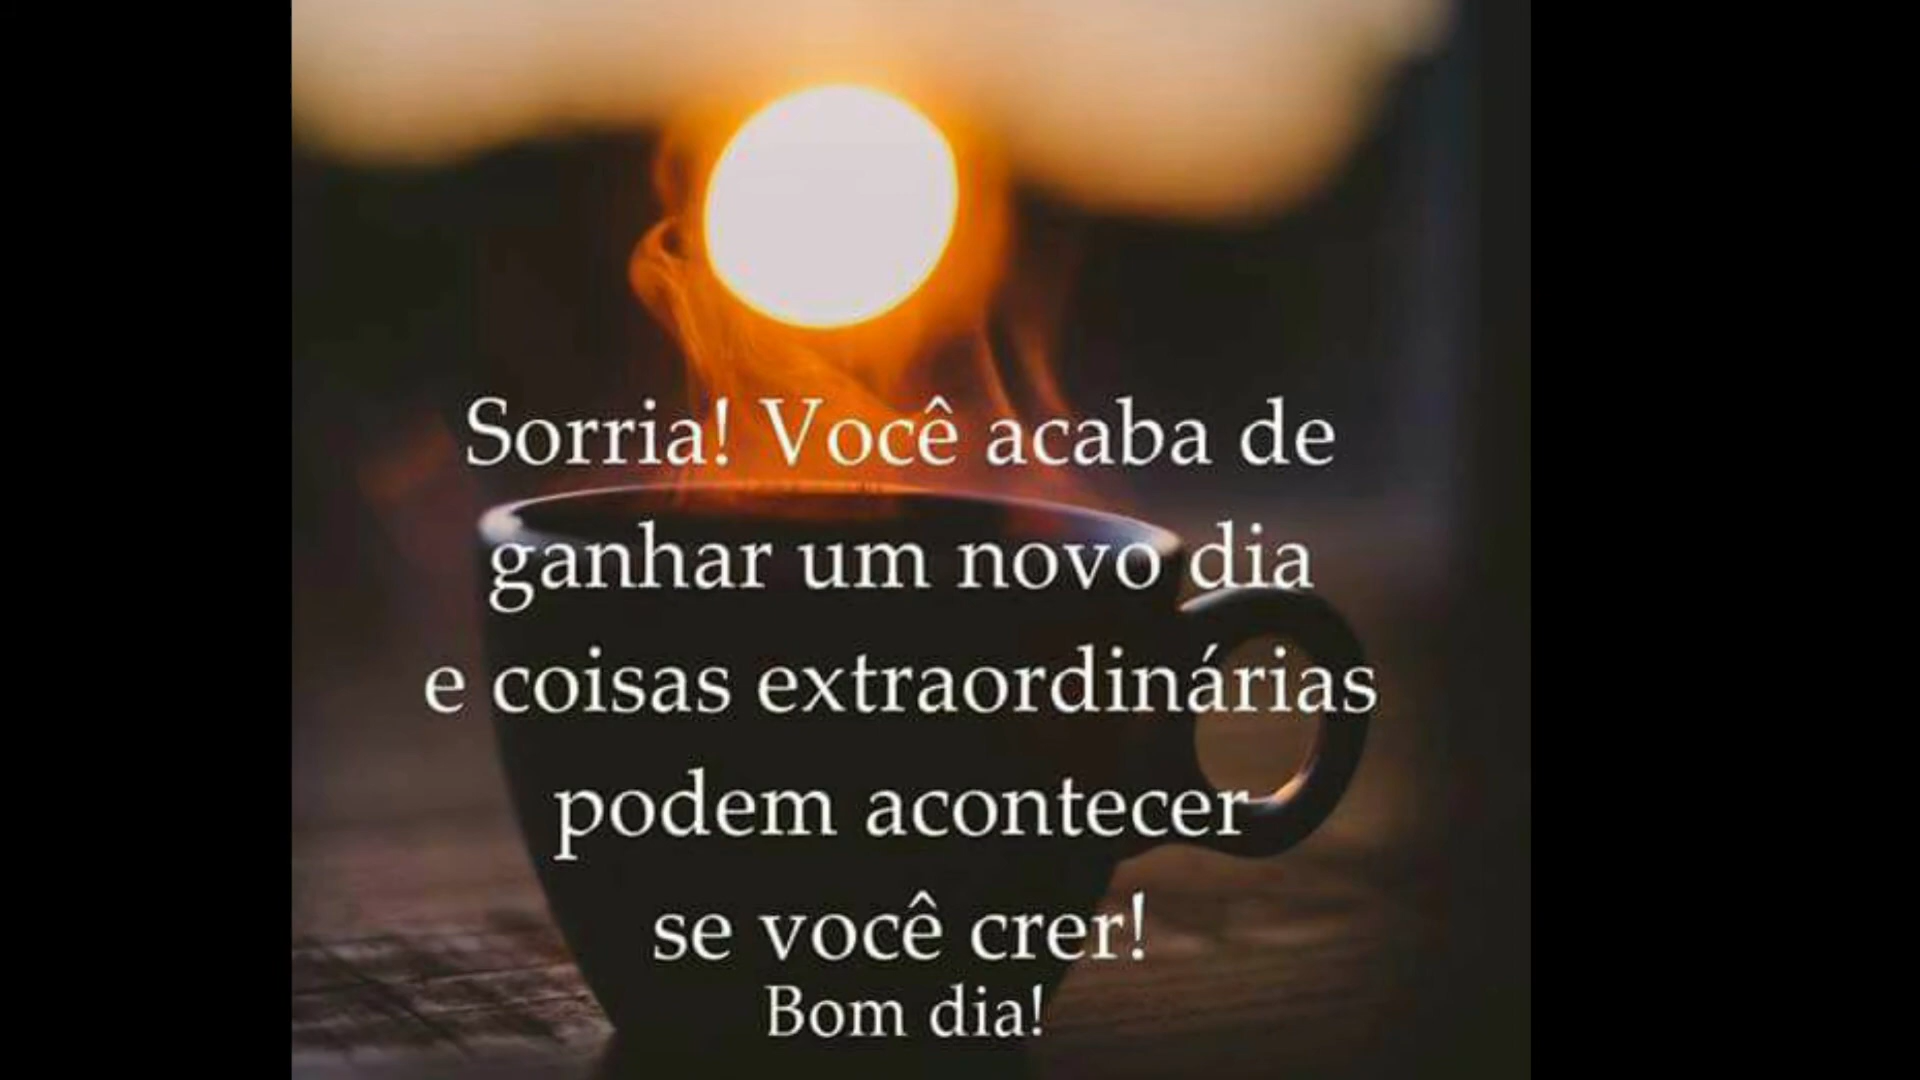 Sorria! Você acaba de
ganhar um novo dia
e coisas extraordinárias
podem acontecer
se você crer!
Bom dia!